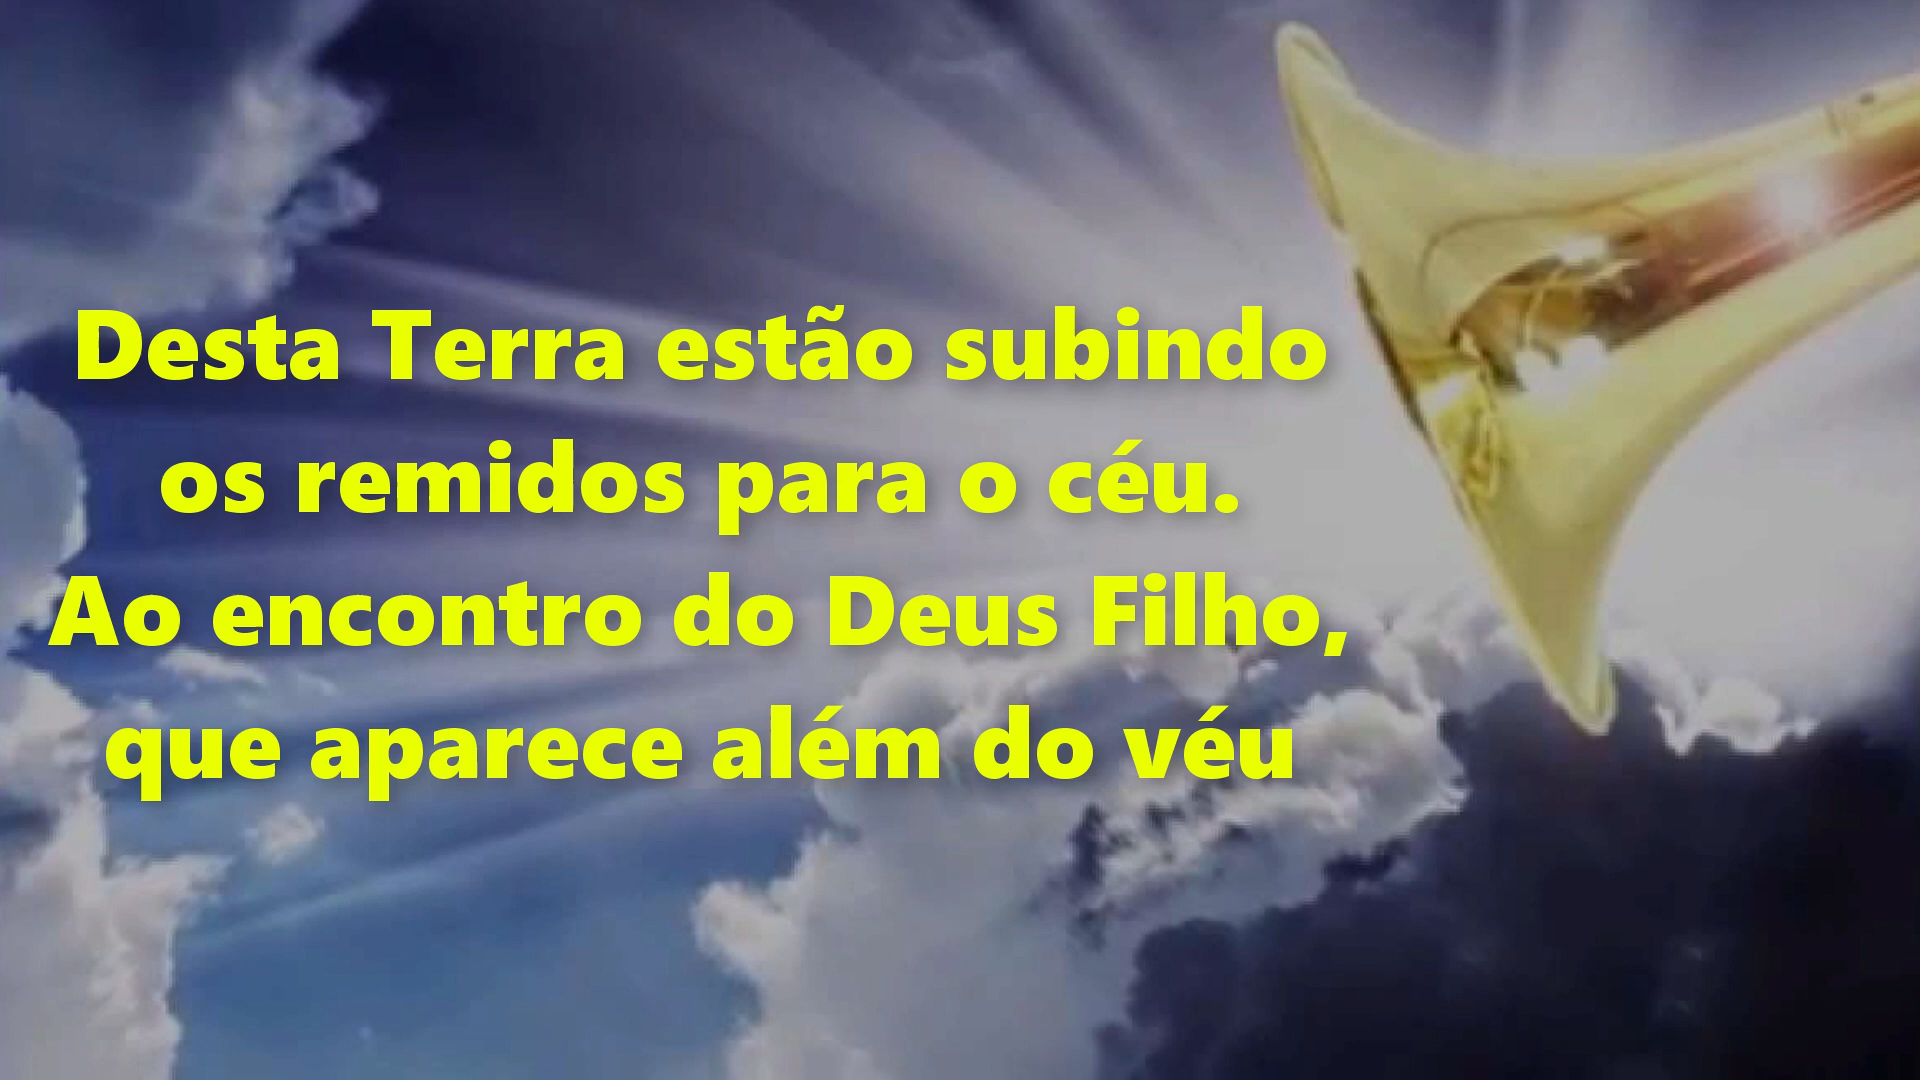 Desta Terra estão subindo
os remidos para o céu.
Ao encontro do Deus Filho,
que aparece além do véu